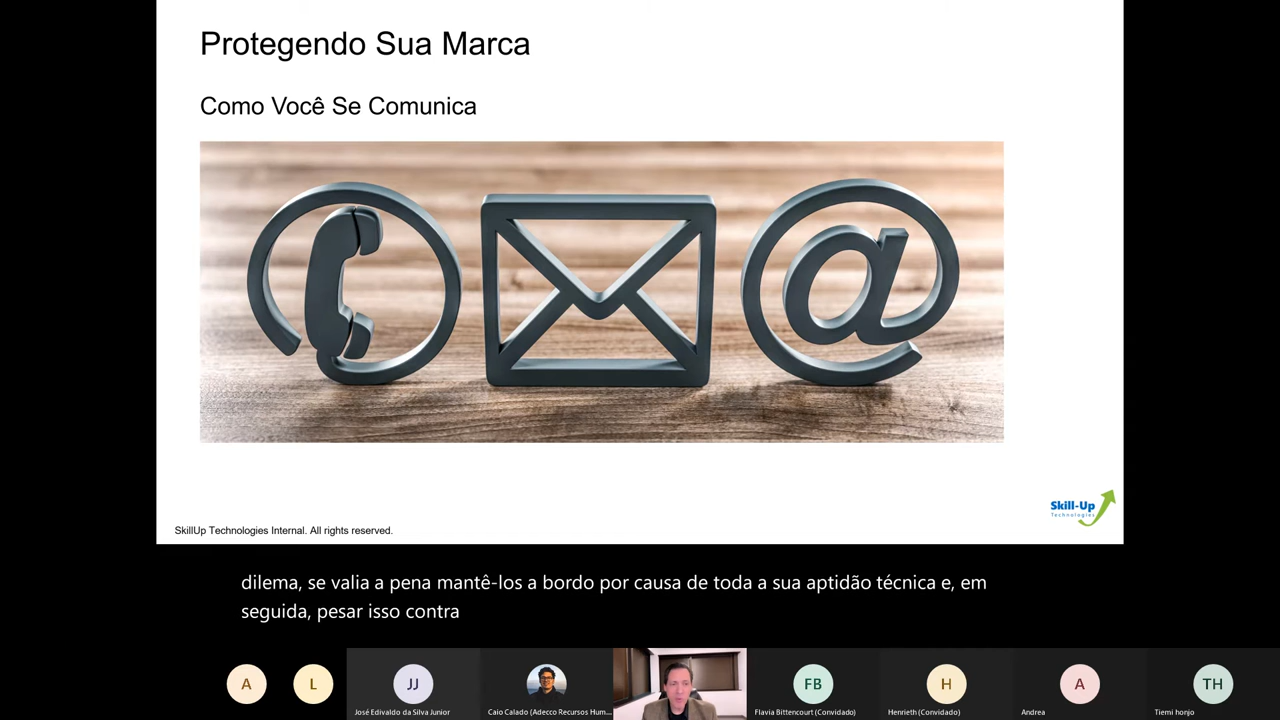 Protegendo Sua Marca
Como Você Se Comunica
@
Skill-Up
Technologies
SkillUp Technologies Internal. All rights reserved.
dilema, se valia a pena mantê-los a bordo por causa de toda a sua aptidão técnica e, em
seguida, pesar isso contra
A
L
JJ
FB
H
A
TH
José Edivaldo da Silva Junior
Caio Calado (Adecco Recursos Hum...
Flavia Bittencourt (Convidado)
Henrieth (Convidado)
Andrea
Tiemi honjo